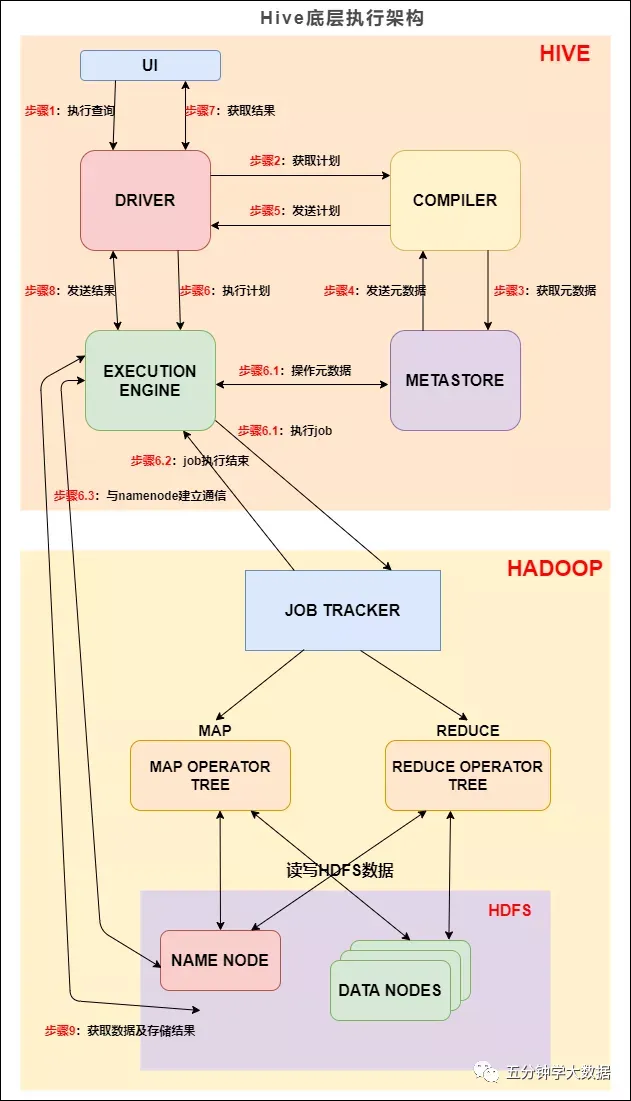 Hive底层执行架构
HIVE
UI
步骤1：执行查询
步骤7：获取结果
步骤2：获取计划
DRIVER
COMPILER
步骤5：发送计划
步骤8：发送结果
步骤6：执行计划
步骤4：发送元数据
步骤3：获取元数据
EXECUTION
ENGINE
步骤6.1：操作元数据
METASTORE
步骤6.1：执行job
步骤6.2：job执行结束
步骤6.3：与namenode建立通信
HADOOP
JOB TRACKER
MAP
REDUCE
MAP OPERATOR
TREE
REDUCE OPERATOR
TREE
读写HDFS数据
HDFS
NAME NODE
DATA NODES
步骤9：获取数据及存储结果
五分钟学大数据